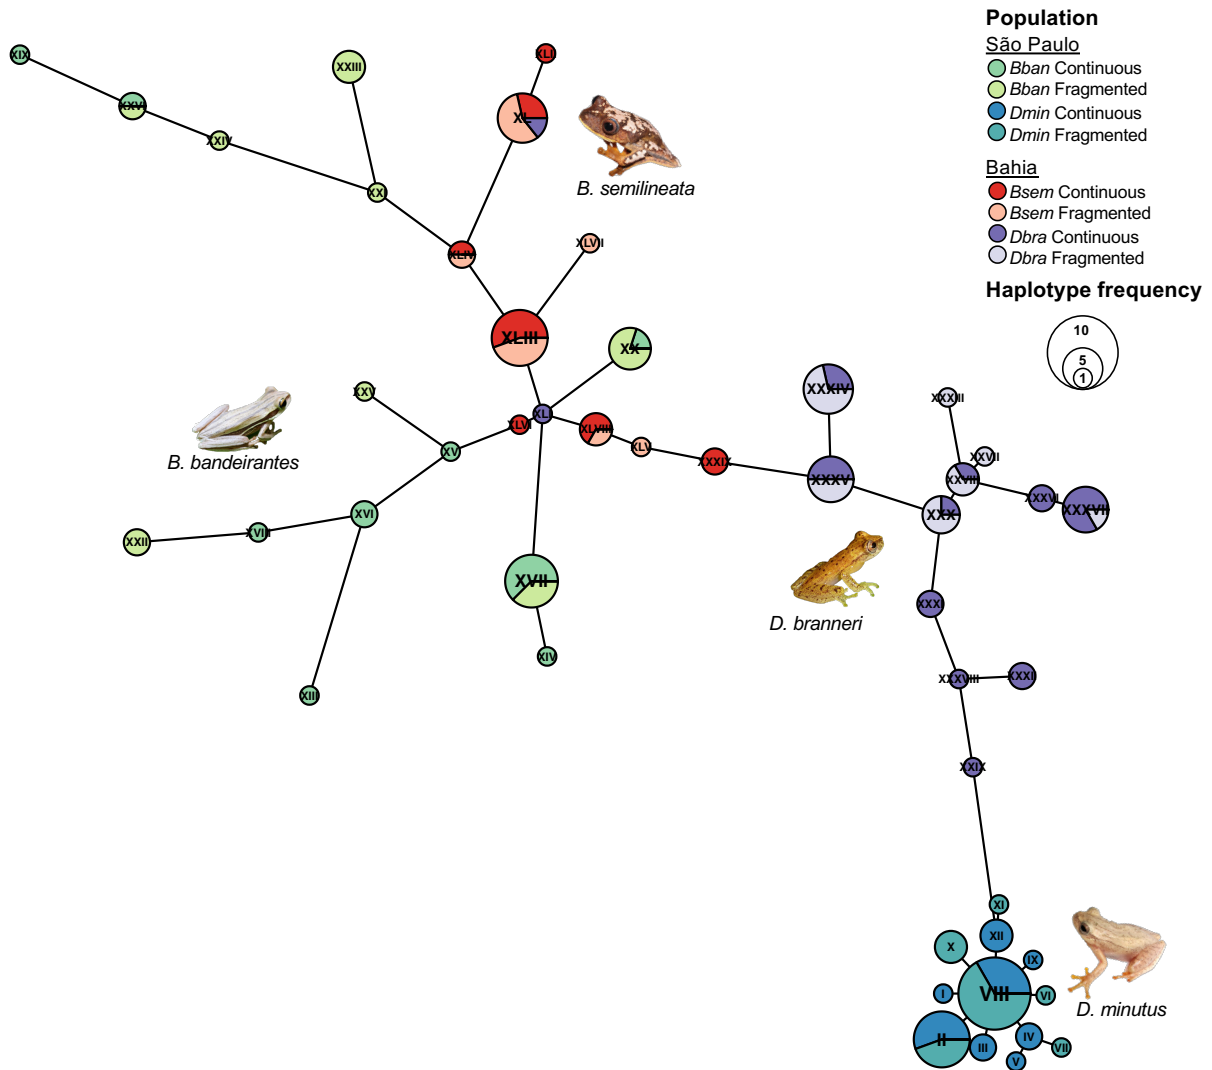 Population
São Paulo
Bban Continuous
Bban Fragmented
Dmin Continuous
Dmin Fragmented
Bahia
Bsem Continuous
Bsem Fragmented
Dbra Continuous
Dbra Fragmented
Haplotype frequency
10
5
1
XIX
XXVI
XXIV
XXIII
XXI
XLII
XL
B. semilineata
XLIV
XLVII
XLIII
XX
XXV
XLVI
XLI
XLVIII
XLV
XXXIX
XV
B. bandeirantes
XVI
XVIII
XXII
XIII
XVII
XIV
XXXIV
XXXV
XXXIII
XXVII
XXVIII
XXXVI
XXXVII
XXX
D. branneri
XXXI
XXXVIII
XXXII
XXIX
XI
XII
X
IX
I
VIII
VI
II
III
IV
V
VII
D. minutus